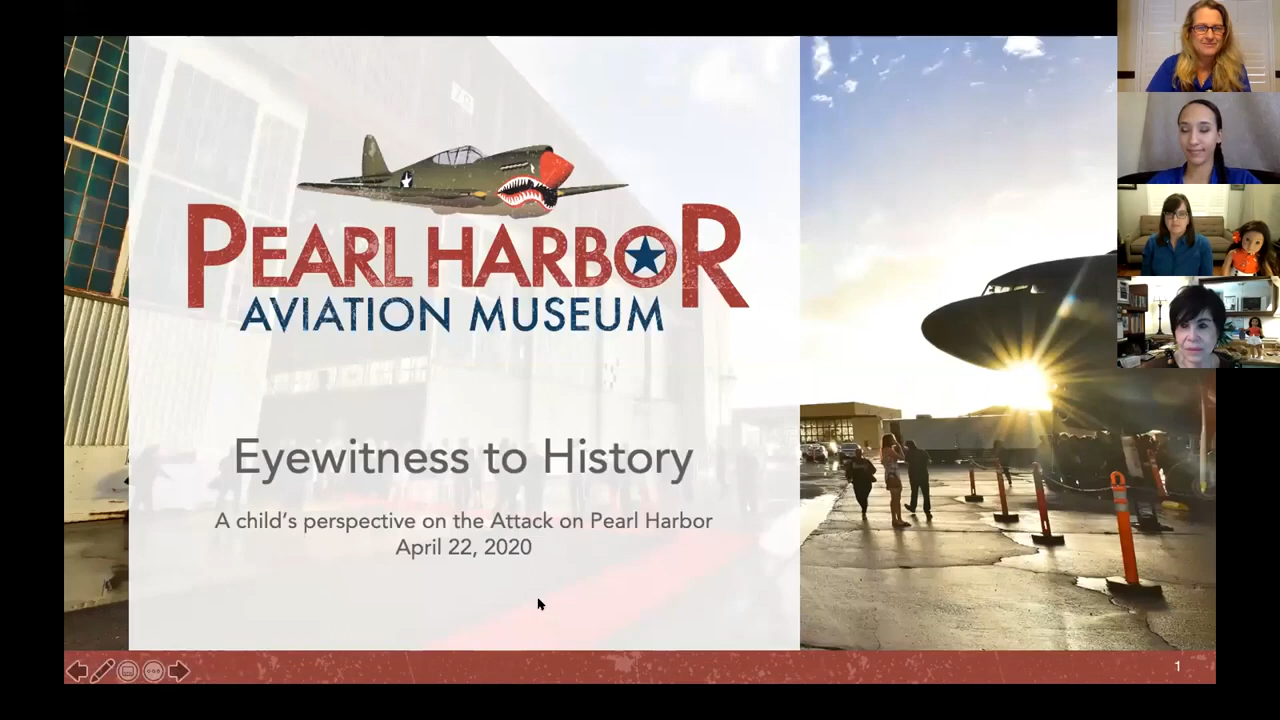 PEARL HARBOR
AVIATION MUSEUM
Eyewitness to History
A child's perspective on the Attack on Pearl Harbor
April 22, 2020
1